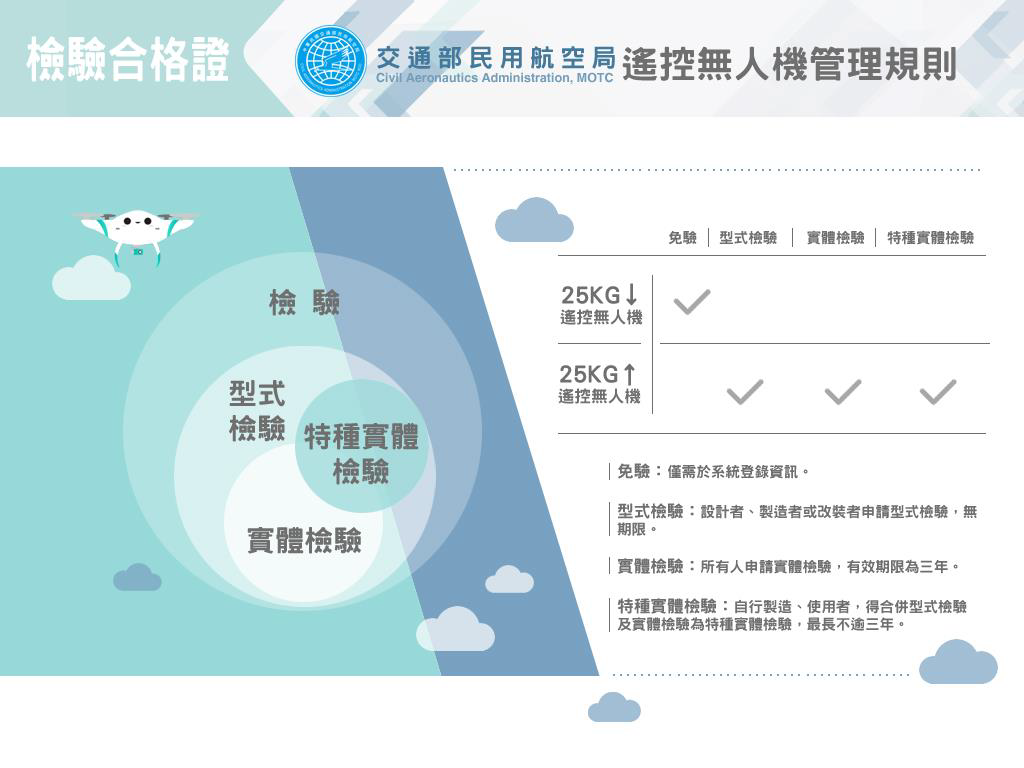 檢驗合格證
交通部民用航空局
Civil Aeronautics Administration, MOTC
遙控無人機管理規則
檢 驗
型式
檢驗
特種實體
檢驗
實體檢驗
免驗
型式檢驗
實體檢驗
特種實體檢驗
25KG↓
遙控無人機
25KG↑
遙控無人機
免驗：僅需於系統登錄資訊。
型式檢驗：設計者、製造者或改裝者申請型式檢驗，無
期限。
實體檢驗：所有人申請實體檢驗，有效期限為三年。
特種實體檢驗：自行製造、使用者，得合併型式檢驗
及實體檢驗為特種實體檢驗，最長不逾三年。